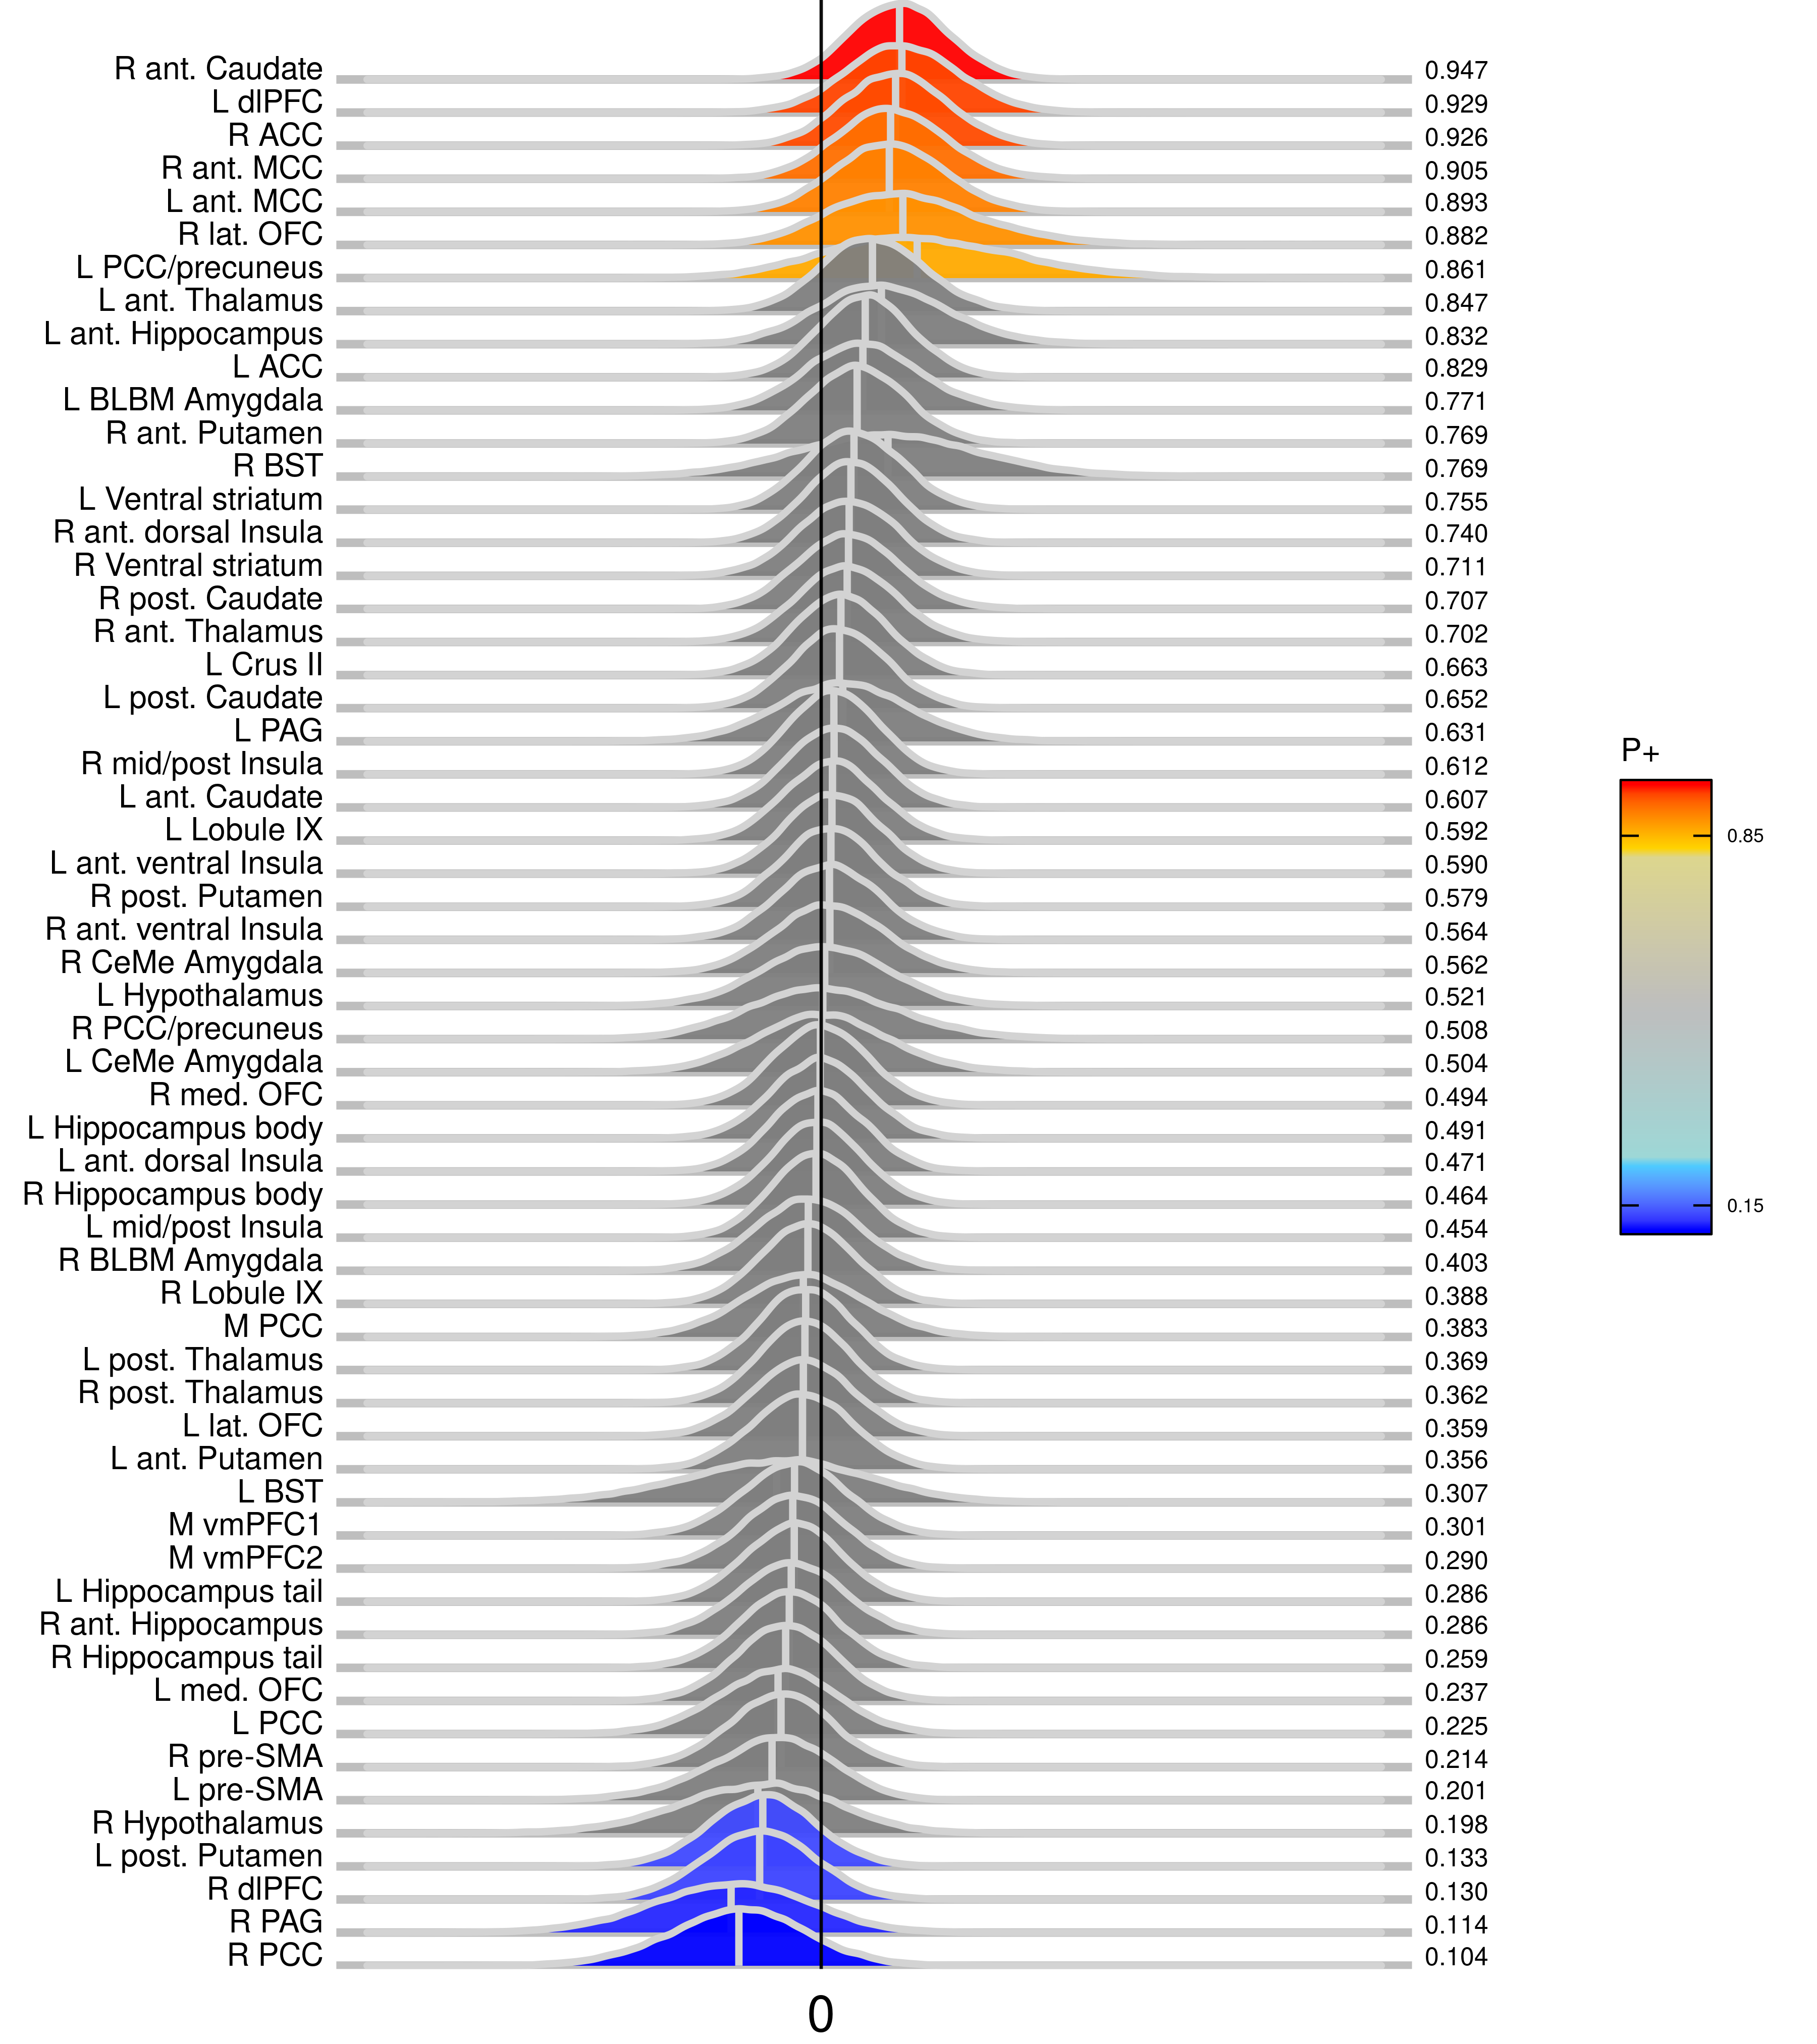 R ant. Caudate 0.947
L dlPFC 0.929
R ACC 0.926
R ant. MCC 0.905
L ant. MCC 0.893
R lat. OFC 0.882
L PCC/precuneus 0.861
L ant. Thalamus 0.847
L ant. Hippocampus 0.832
L ACC 0.829
L BLBM Amygdala 0.771
R ant. Putamen 0.769
R BST 0.769
L Ventral striatum 0.755
R ant. dorsal Insula 0.740
R Ventral striatum 0.711
R post. Caudate 0.707
R ant. Thalamus 0.702
L Crus II 0.663
L post. Caudate 0.652
L PAG 0.631
R mid/post Insula 0.612
L ant. Caudate 0.607
L Lobule IX 0.592
L ant. ventral Insula 0.590
R post. Putamen 0.579
R ant. ventral Insula 0.564
R CeMe Amygdala 0.562
L Hypothalamus 0.521
R PCC/precuneus 0.508
L CeMe Amygdala 0.504
R med. OFC 0.494
L Hippocampus body 0.491
L ant. dorsal Insula 0.471
R Hippocampus body 0.464
L mid/post Insula 0.454
R BLBM Amygdala 0.403
R Lobule IX 0.388
M PCC 0.383
L post. Thalamus 0.369
R post. Thalamus 0.362
L lat. OFC 0.359
L ant. Putamen 0.356
L BST 0.307
M vmPFC1 0.301
M vmPFC2 0.290
L Hippocampus tail 0.286
R ant. Hippocampus 0.286
R Hippocampus tail 0.259
L med. OFC 0.237
L PCC 0.225
R pre-SMA 0.214
L pre-SMA 0.201
R Hypothalamus 0.198
L post. Putamen 0.133
R dlPFC 0.130
R PAG 0.114
R PCC 0.104
0
P+
0.85
0.15